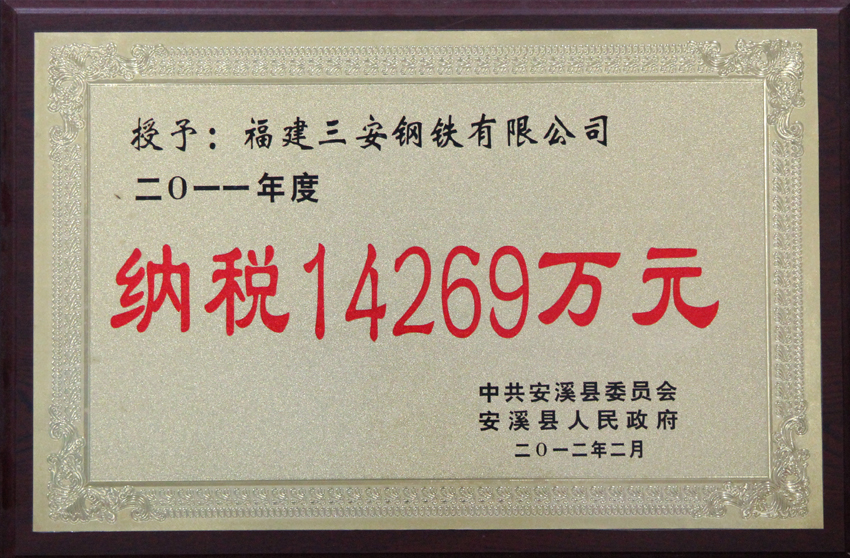 授予：福建三安钢铁有限公司
二O一一年度
纳税14269万元
中共安溪县委员会
安溪县人民政府
二O一二年二月